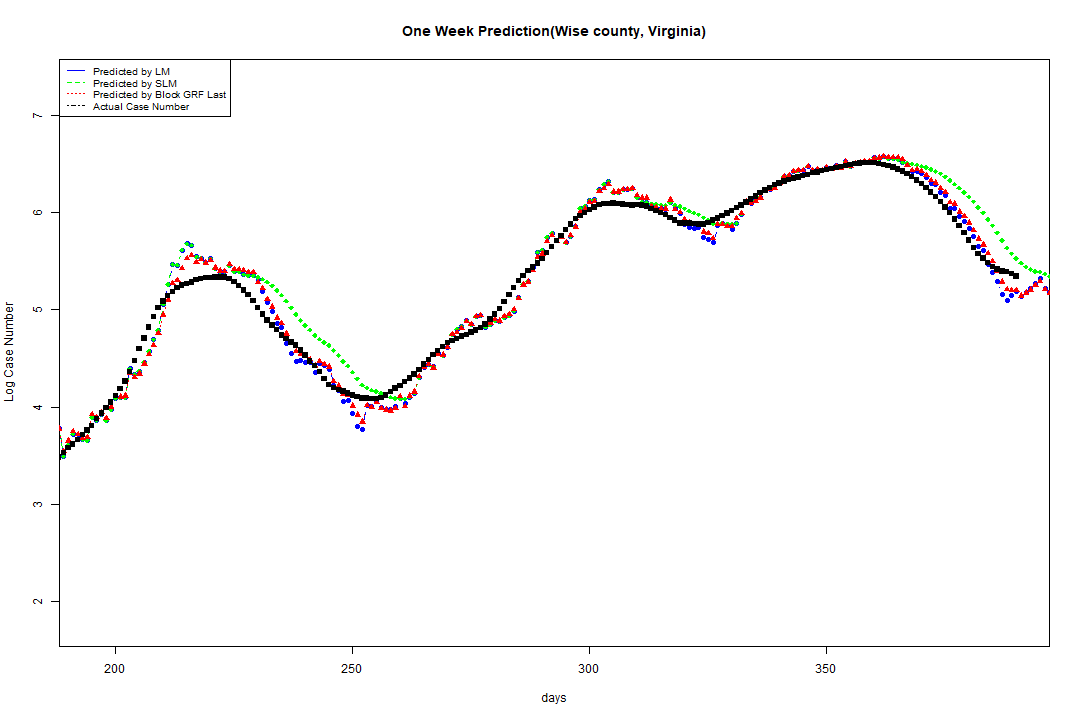 One Week Prediction(Wise county, Virginia)
Predicted by LM
Predicted by SLM
Predicted by Block GRF Last
Actual Case Number
7
6
5
4
3
2
Log Case Number
200
250
300
350
days